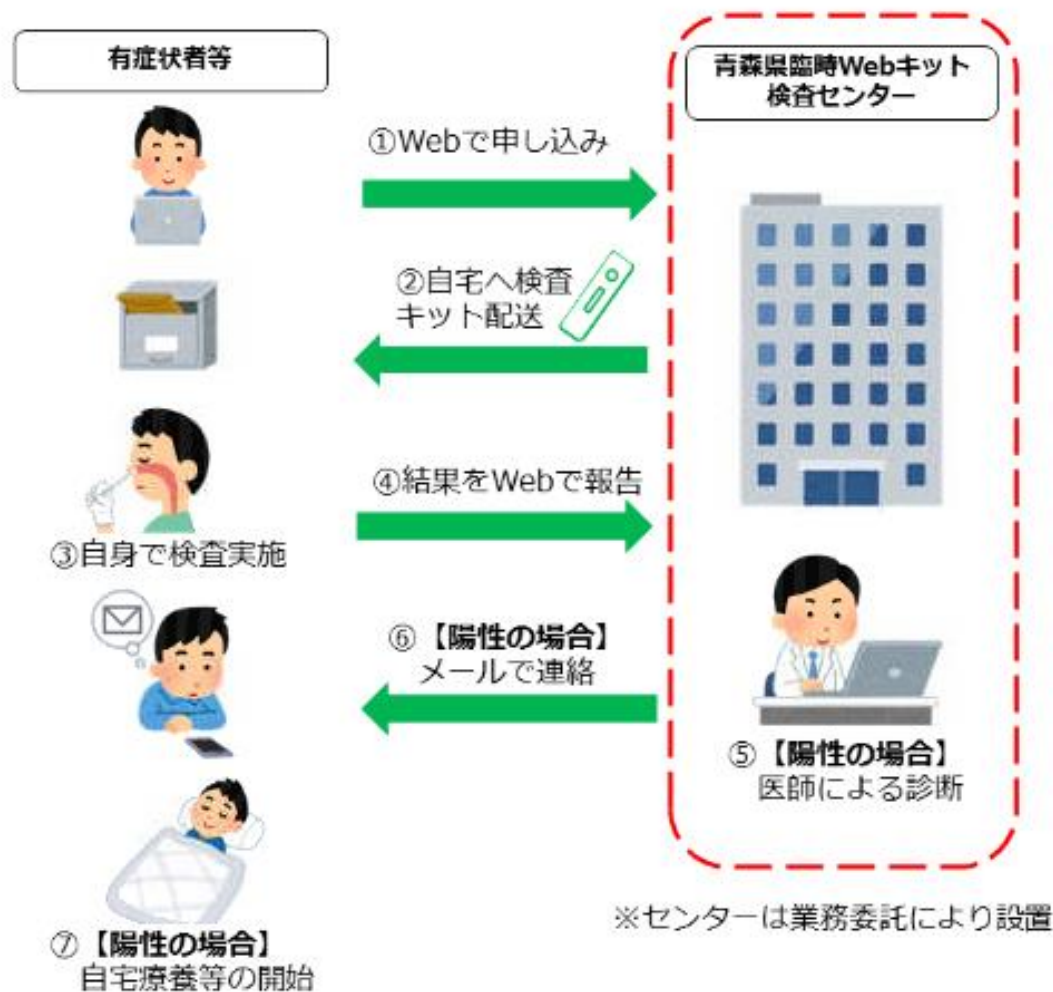 有症状者等
青森県臨時Webキット
検査センター
①Webで申し込み
②自宅へ検査
キット配送
③自身で検査実施
④結果をWebで報告
⑤【陽性の場合】
医師による診断
⑥【陽性の場合】
メールで連絡
⑦【陽性の場合】
自宅療養等の開始
※センターは業務委託により設置